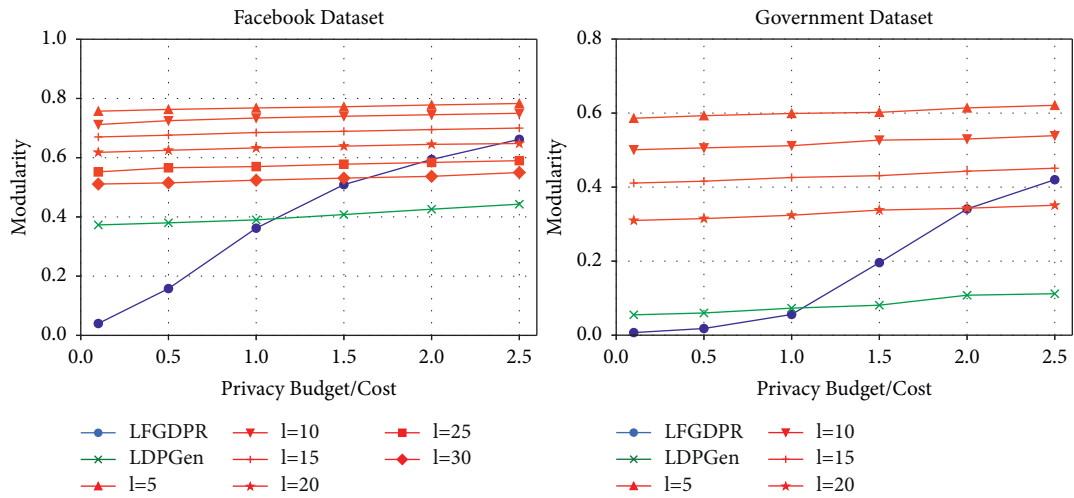 Facebook Dataset
1.0
0.8
0.6
0.4
0.2
0.0
Modularity
0.0 0.5 1.0 1.5 2.0 2.5
Privacy Budget/Cost
LFGDPR l=10 l=25
LDPGen l=15 l=30
l=5 l=20
Government Dataset
0.8
0.6
0.4
0.2
0.0
Modularity
0.0 0.5 1.0 1.5 2.0 2.5
Privacy Budget/Cost
LFGDPR l=10
LDPGen l=15
l=5 l=20